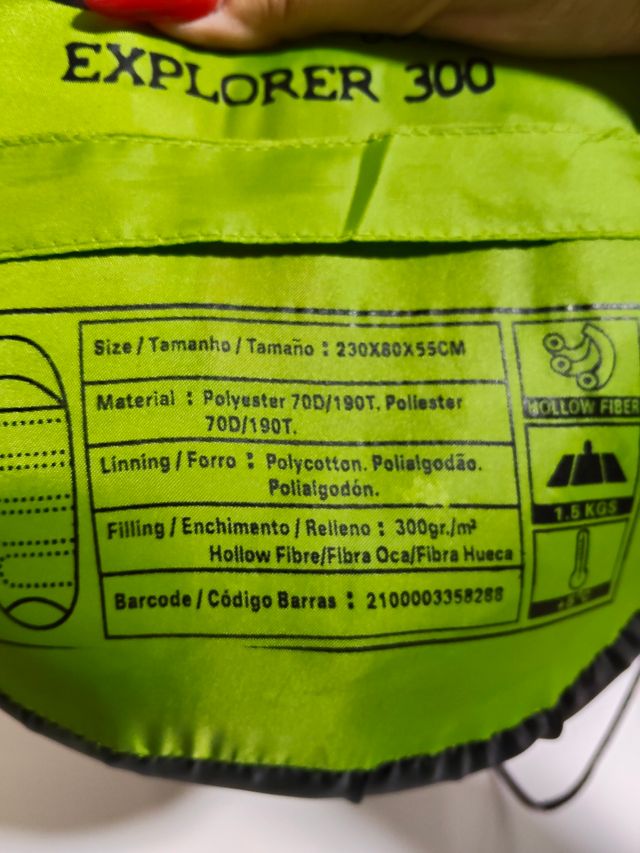 EXPLORER 300
Size / Tamanho / Tamaño : 230X80X55CM
Material : Polyester 70D/190T. Poliester
70D/190T.
Linning / Forro : Polycotton. Polialgodão.
Polialgodón.
Filling / Enchimento / Relleno : 300gr./m²
Hollow Fibre/Fibra Oca/Fibra Hueca
Barcode / Código Barras : 2100003358288
HOLLOW FIBER
1.5 KGS